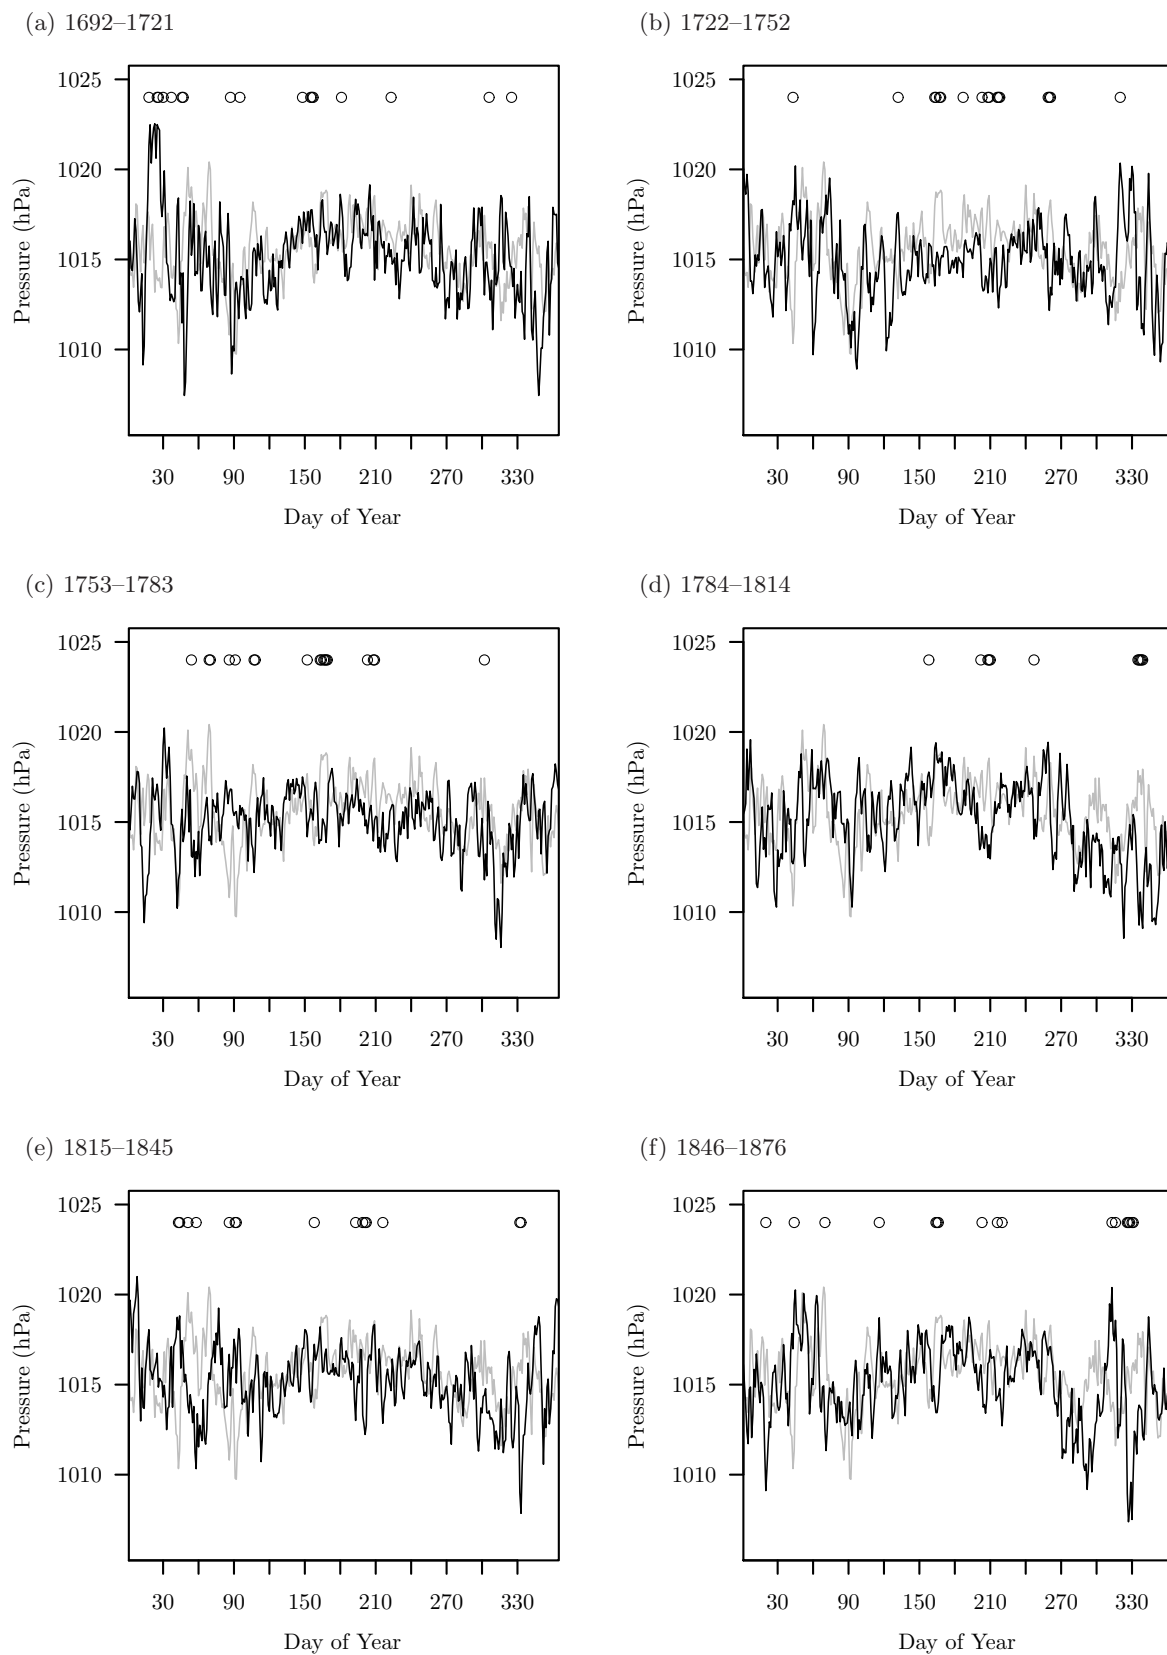 (a) 1692–1721
(b) 1722–1752
Pressure (hPa)
1025
1020
1015
1010
30 90 150 210 270 330
Day of Year
Pressure (hPa)
1025
1020
1015
1010
30 90 150 210 270 330
Day of Year
(c) 1753–1783
(d) 1784–1814
Pressure (hPa)
1025
1020
1015
1010
30 90 150 210 270 330
Day of Year
Pressure (hPa)
1025
1020
1015
1010
30 90 150 210 270 330
Day of Year
(e) 1815–1845
(f) 1846–1876
Pressure (hPa)
1025
1020
1015
1010
30 90 150 210 270 330
Day of Year
Pressure (hPa)
1025
1020
1015
1010
30 90 150 210 270 330
Day of Year